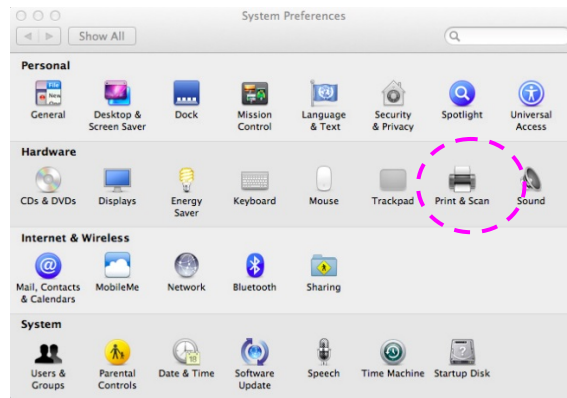 System Preferences
Show All
Personal
General
Desktop & Screen Saver
Dock
Mission Control
Language & Text
Security & Privacy
Spotlight
Universal Access
Hardware
CDs & DVDs
Displays
Energy Saver
Keyboard
Mouse
Trackpad
Print & Scan
Sound
Internet & Wireless
Mail, Contacts & Calendars
MobileMe
Network
Bluetooth
Sharing
System
Users & Groups
Parental Controls
Date & Time
Software Update
Speech
Time Machine
Startup Disk